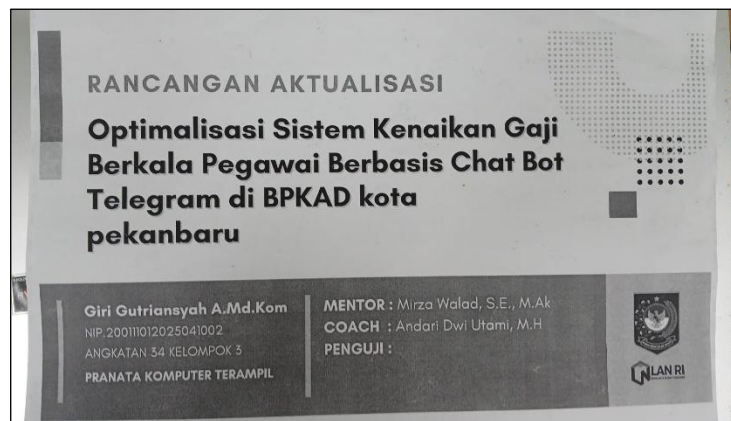 RANCANGAN AKTUALISASI
Optimalisasi Sistem Kenaikan Gaji
Berkala Pegawai Berbasis Chat Bot
Telegram di BPKAD kota
pekanbaru
Giri Gutriansyah A.Md.Kom
NIP.200111012025041002
ANGKATAN 34 KELOMPOK 3
PRANATA KOMPUTER TERAMPIL
MENTOR : Mirza Walad, S.E., M.Ak
COACH : Andari Dwi Utami, M.H
PENGUJI :
LAN RI